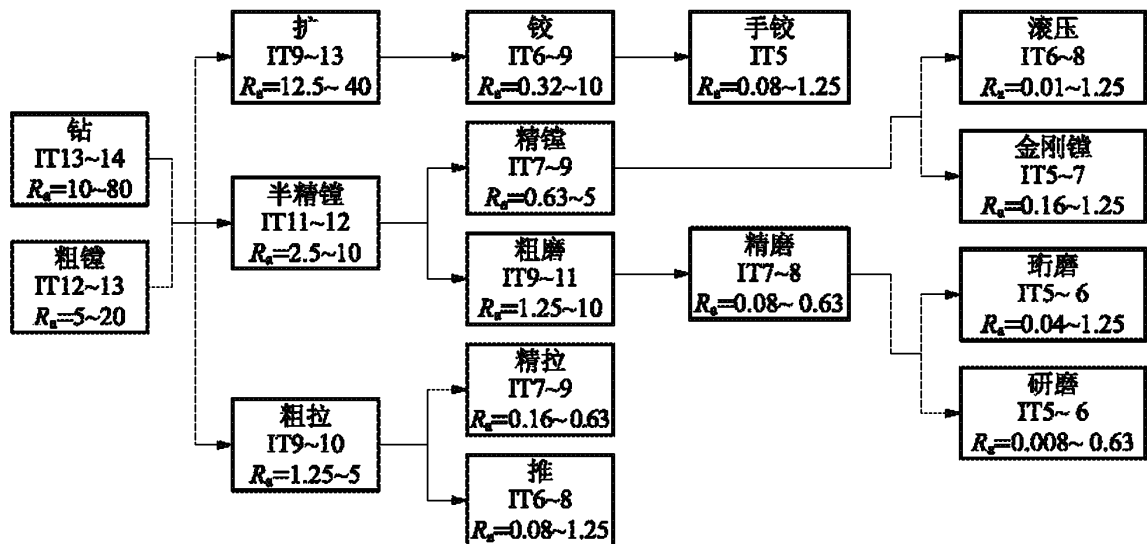 钻
IT13~14
Ra=10~80
粗镗
IT12~13
Ra=5~20
扩
IT9~13
Ra=12.5~ 40
半精镗
IT11~12
Ra=2.5~10
粗拉
IT9~10
Ra=1.25~5
铰
IT6~9
Ra=0.32~10
精镗
IT7~9
Ra=0.63~5
粗磨
IT9~11
Ra=1.25~10
精拉
IT7~9
Ra=0.16~ 0.63
推
IT6~8
Ra=0.08~1.25
手铰
IT5
Ra=0.08~1.25
精磨
IT7~8
Ra=0.08~ 0.63
滚压
IT6~8
Ra=0.01~1.25
金刚镗
IT5~7
Ra=0.16~1.25
珩磨
IT5~ 6
Ra=0.04~1.25
研磨
IT5~ 6
Ra=0.008~ 0.63